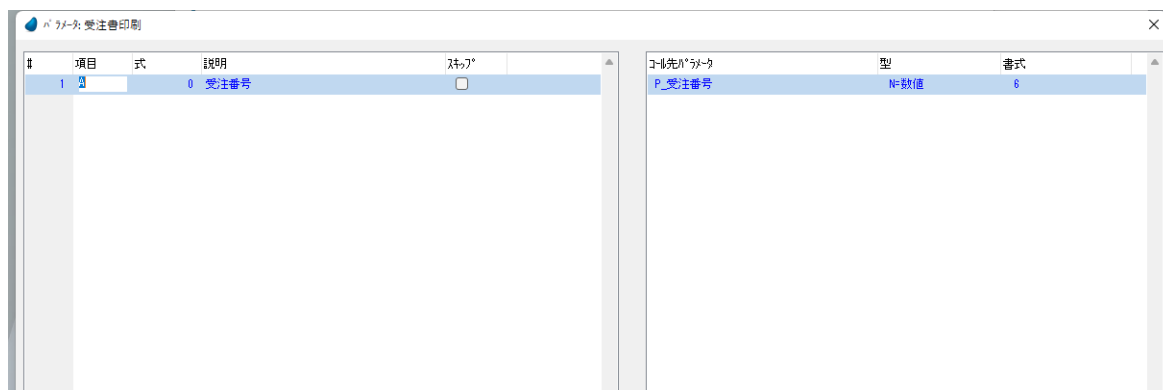 ﾊﾟﾗﾒｰﾀ: 受注書印刷
# 項目 式 説明 ｽｷｯﾌﾟ
1 A 0 受注番号
ｺｰﾙ先ﾊﾟﾗﾒｰﾀ 型 書式
P_受注番号 N=数値 6